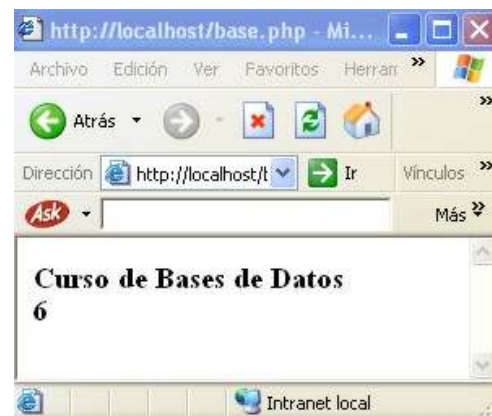 http://localhost/base.php - Mi...
Archivo Edición Ver Favoritos Herram »
Atrás »
Dirección http://localhost/t Ir Vínculos »
Ask Más
Curso de Bases de Datos
6
Intranet local